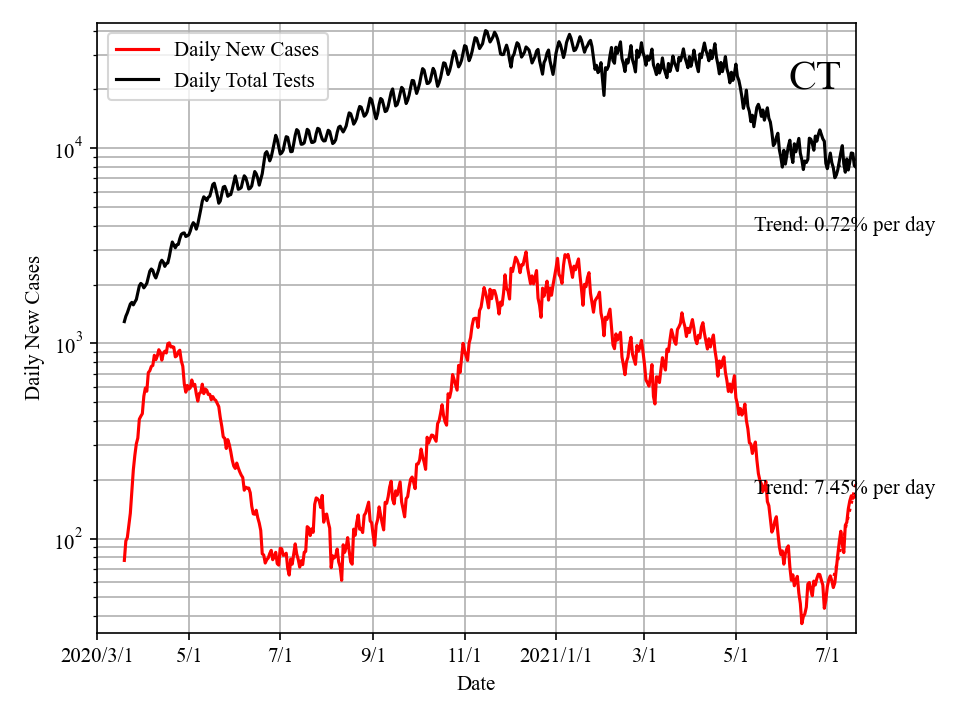 Daily New Cases
Daily Total Tests
CT
10^4
Trend: 0.72% per day
Daily New Cases
10^3
Trend: 7.45% per day
10^2
2020/3/1 5/1 7/1 9/1 11/1 2021/1/1 3/1 5/1 7/1
Date